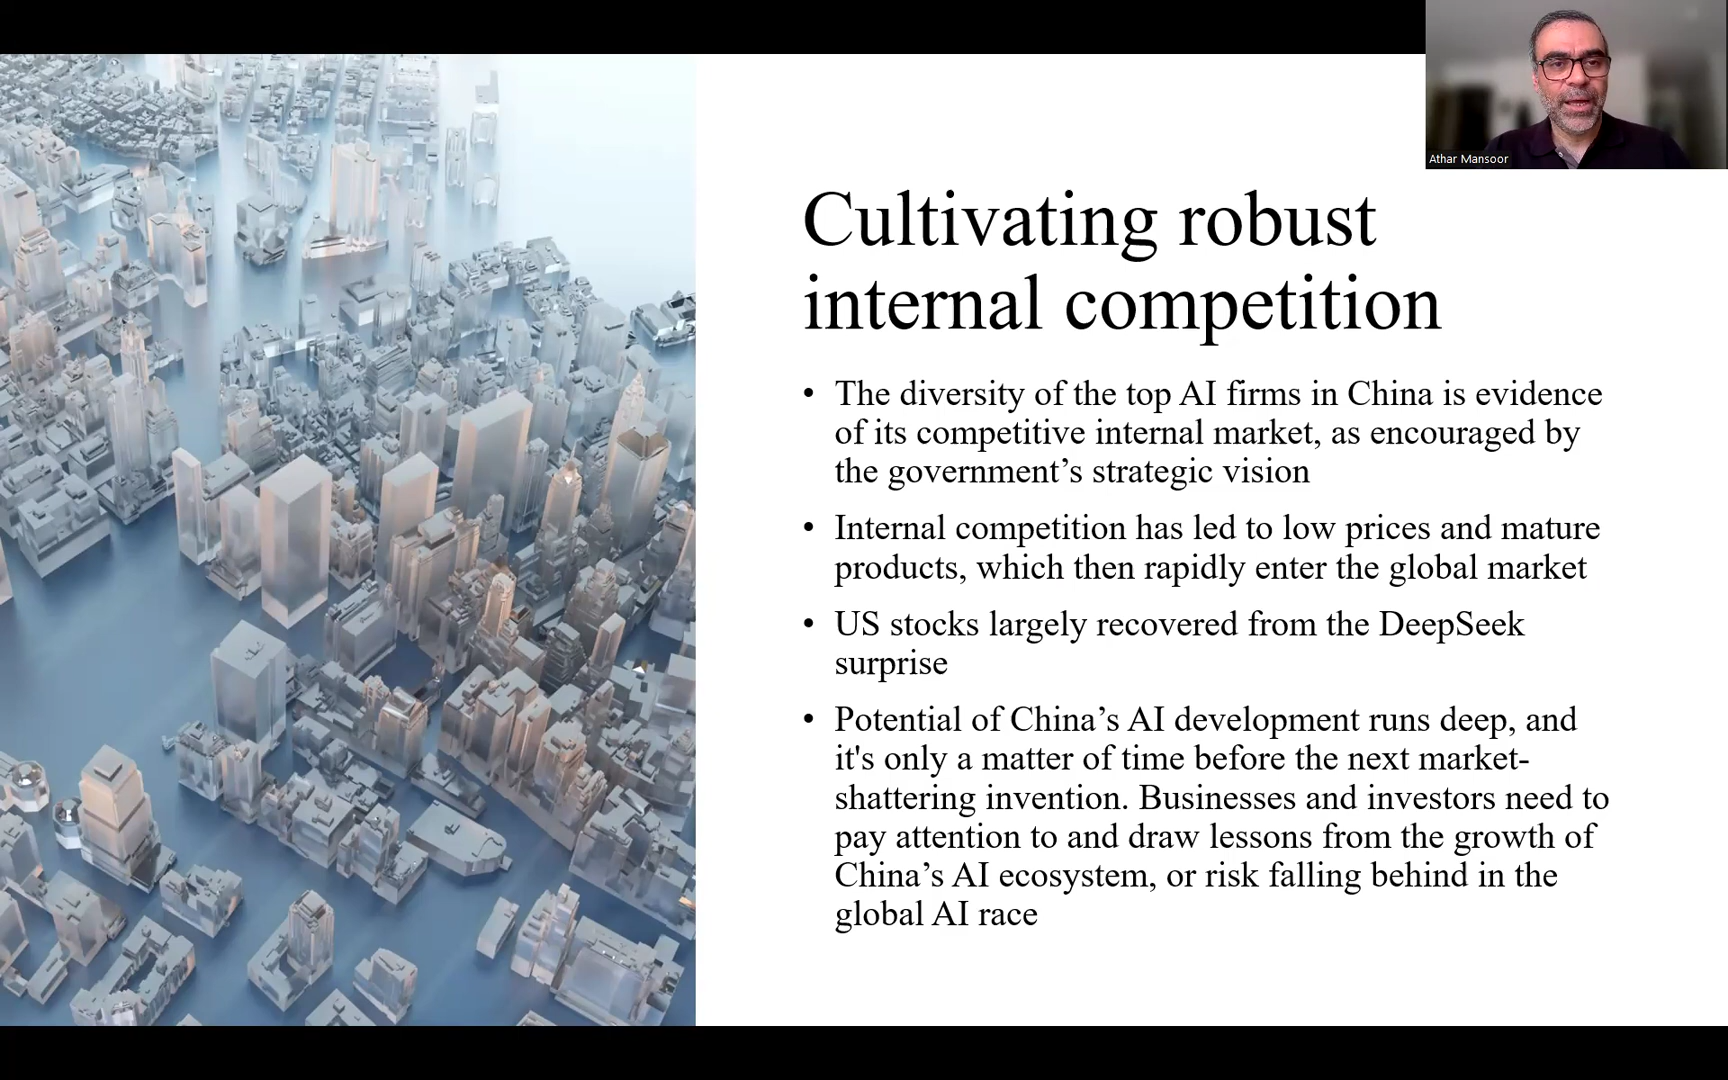 Athar Mansoor
Cultivating robust
internal competition
• The diversity of the top AI firms in China is evidence
of its competitive internal market, as encouraged by
the government’s strategic vision
• Internal competition has led to low prices and mature
products, which then rapidly enter the global market
• US stocks largely recovered from the DeepSeek
surprise
• Potential of China’s AI development runs deep, and
it's only a matter of time before the next market-
shattering invention. Businesses and investors need to
pay attention to and draw lessons from the growth of
China’s AI ecosystem, or risk falling behind in the
global AI race